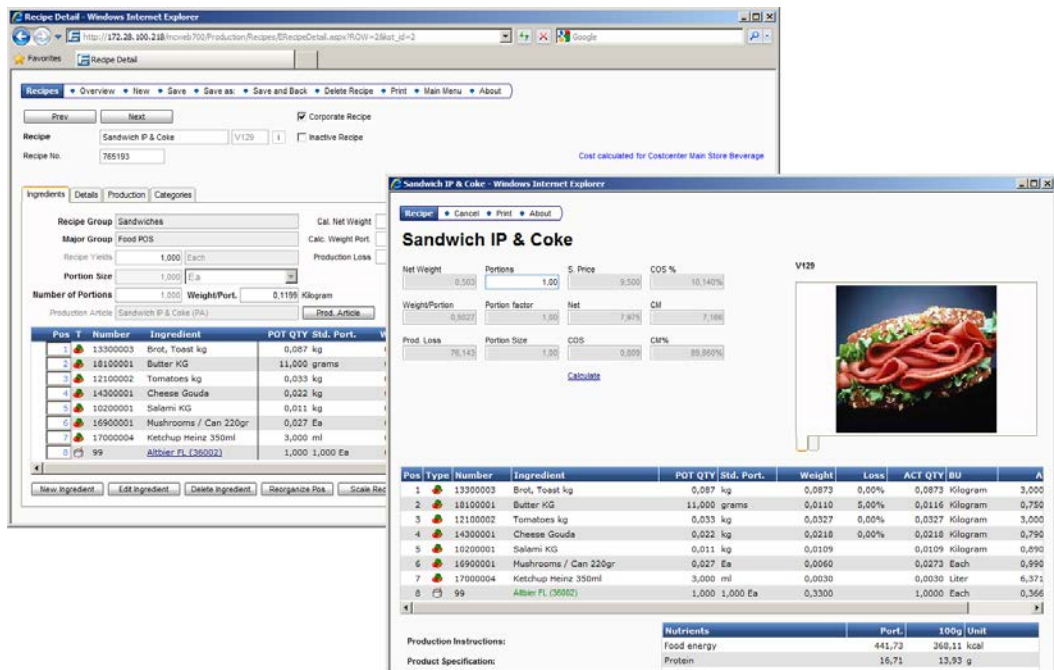 Recipe Detail - Windows Internet Explorer
http://172.28.100.218/mcweb700/Production/Recipes/ERecipeDetail.aspx?ROW=2&list_id=2
Google
Favorites Recipe Detail
Recipes Overview New Save Save as: Save and Back Delete Recipe Print Main Menu About
Prev Next Corporate Recipe
Recipe Sandwich IP & Coke V129 i Inactive Recipe
Recipe No. 765193 Cost calculated for Costcenter Main Store Beverage
Ingredients Details Production Categories
Recipe Group Sandwiches Cal. Net Weight
Major Group Food POS Calc. Weight Port.
Recipe Yields 1,000 Each Production Loss
Portion Size 1,000 Ea
Number of Portions 1,000 Weight/Port. 0,1199 Kilogram
Production Article Sandwich IP & Coke (PA) Prod. Article
Pos T Number Ingredient POT QTY Std. Port.
1 13300003 Brot, Toast kg 0,087 kg
2 18100001 Butter KG 11,000 grams
3 12100002 Tomatoes kg 0,033 kg
4 14300001 Cheese Gouda 0,022 kg
5 10200001 Salami KG 0,011 kg
6 16900001 Mushrooms / Can 220gr 0,027 Ea
7 17000004 Ketchup Heinz 350ml 3,000 ml
8 99 Altbier FL (36002) 1,000 1,000 Ea
New Ingredient Edit Ingredient Delete Ingredient Reorganize Pos. Scale Rec
Sandwich IP & Coke - Windows Internet Explorer
Recipe Cancel Print About
Sandwich IP & Coke
Net Weight Portions S. Price COS % V129
0,503 1,00 9,500 10,140%
Weight/Portion Portion factor Net CM
0,5027 1,00 7,975 7,166
Prod. Loss Portion Size COS CM%
76,143 1,00 0,809 89,860%
Calculate
Pos Type Number Ingredient POT QTY Std. Port. Weight Loss ACT QTY BU A
1 13300003 Brot, Toast kg 0,087 kg 0,0873 0,00% 0,0873 Kilogram 3,000
2 18100001 Butter KG 11,000 grams 0,0110 5,00% 0,0116 Kilogram 0,750
3 12100002 Tomatoes kg 0,033 kg 0,0327 0,00% 0,0327 Kilogram 3,000
4 14300001 Cheese Gouda 0,022 kg 0,0218 0,00% 0,0218 Kilogram 0,790
5 10200001 Salami KG 0,011 kg 0,0109 0,0109 Kilogram 0,890
6 16900001 Mushrooms / Can 220gr 0,027 Ea 0,0060 0,0273 Each 0,990
7 17000004 Ketchup Heinz 350ml 3,000 ml 0,0030 0,0030 Liter 6,371
8 99 Altbier FL (36002) 1,000 1,000 Ea 0,3300 1,0000 Each 0,366
Nutrients Port. 100g Unit
Production Instructions: Food energy 441,73 368,11 kcal
Product Specification: Protein 16,71 13,93 g